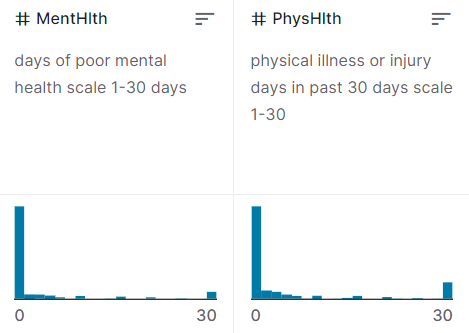 # MentHlth
days of poor mental
health scale 1-30 days
0 30
# PhysHlth
physical illness or injury
days in past 30 days scale
1-30
0 30